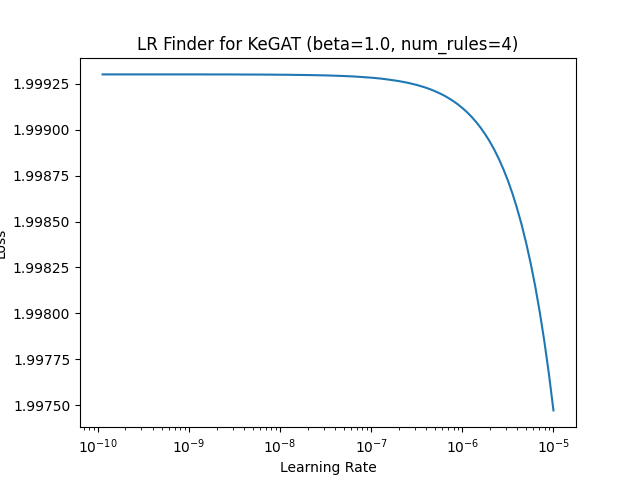 LR Finder for KeGAT (beta=1.0, num_rules=4)
1.99925
1.99900
1.99875
1.99850
1.99825
1.99800
1.99775
1.99750
Loss
10⁻¹⁰ 10⁻⁹ 10⁻⁸ 10⁻⁷ 10⁻⁶ 10⁻⁵
Learning Rate